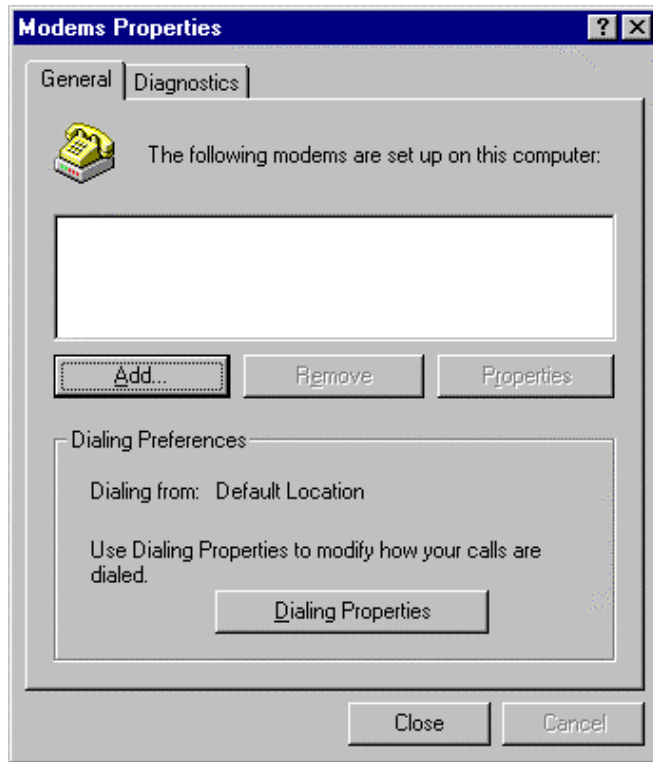 Modems Properties
General
Diagnostics
The following modems are set up on this computer:
Add...
Remove
Properties
Dialing Preferences
Dialing from: Default Location
Use Dialing Properties to modify how your calls are
dialed.
Dialing Properties
Close
Cancel